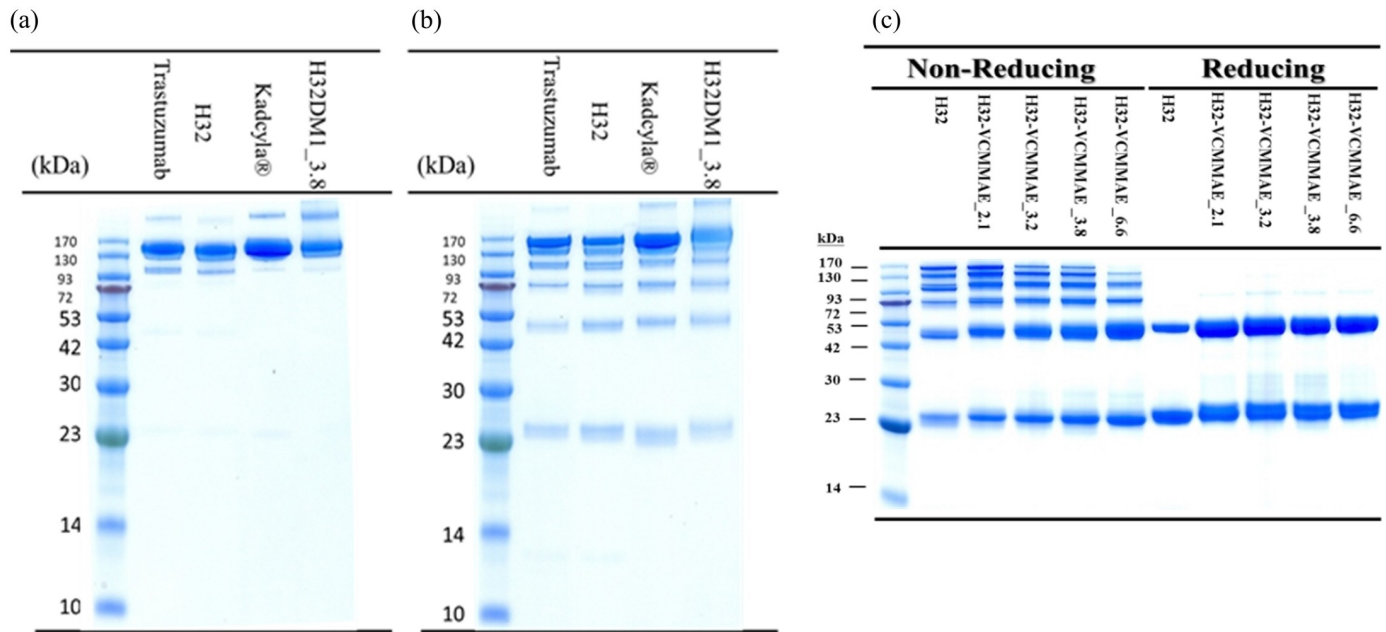 (a)
(kDa)
Trastuzumab
H32
Kadcyla®
H32DM1_3.8
170
130
93
72
53
42
30
23
14
10
(b)
(kDa)
Trastuzumab
H32
Kadcyla®
H32DM1_3.8
170
130
93
72
53
42
30
23
14
10
(c)
Non-Reducing
Reducing
H32
H32-VCMMAE_2.1
H32-VCMMAE_3.2
H32-VCMMAE_3.8
H32-VCMMAE_6.6
H32
H32-VCMMAE_2.1
H32-VCMMAE_3.2
H32-VCMMAE_3.8
H32-VCMMAE_6.6
kDa
170
130
93
72
53
42
30
23
14